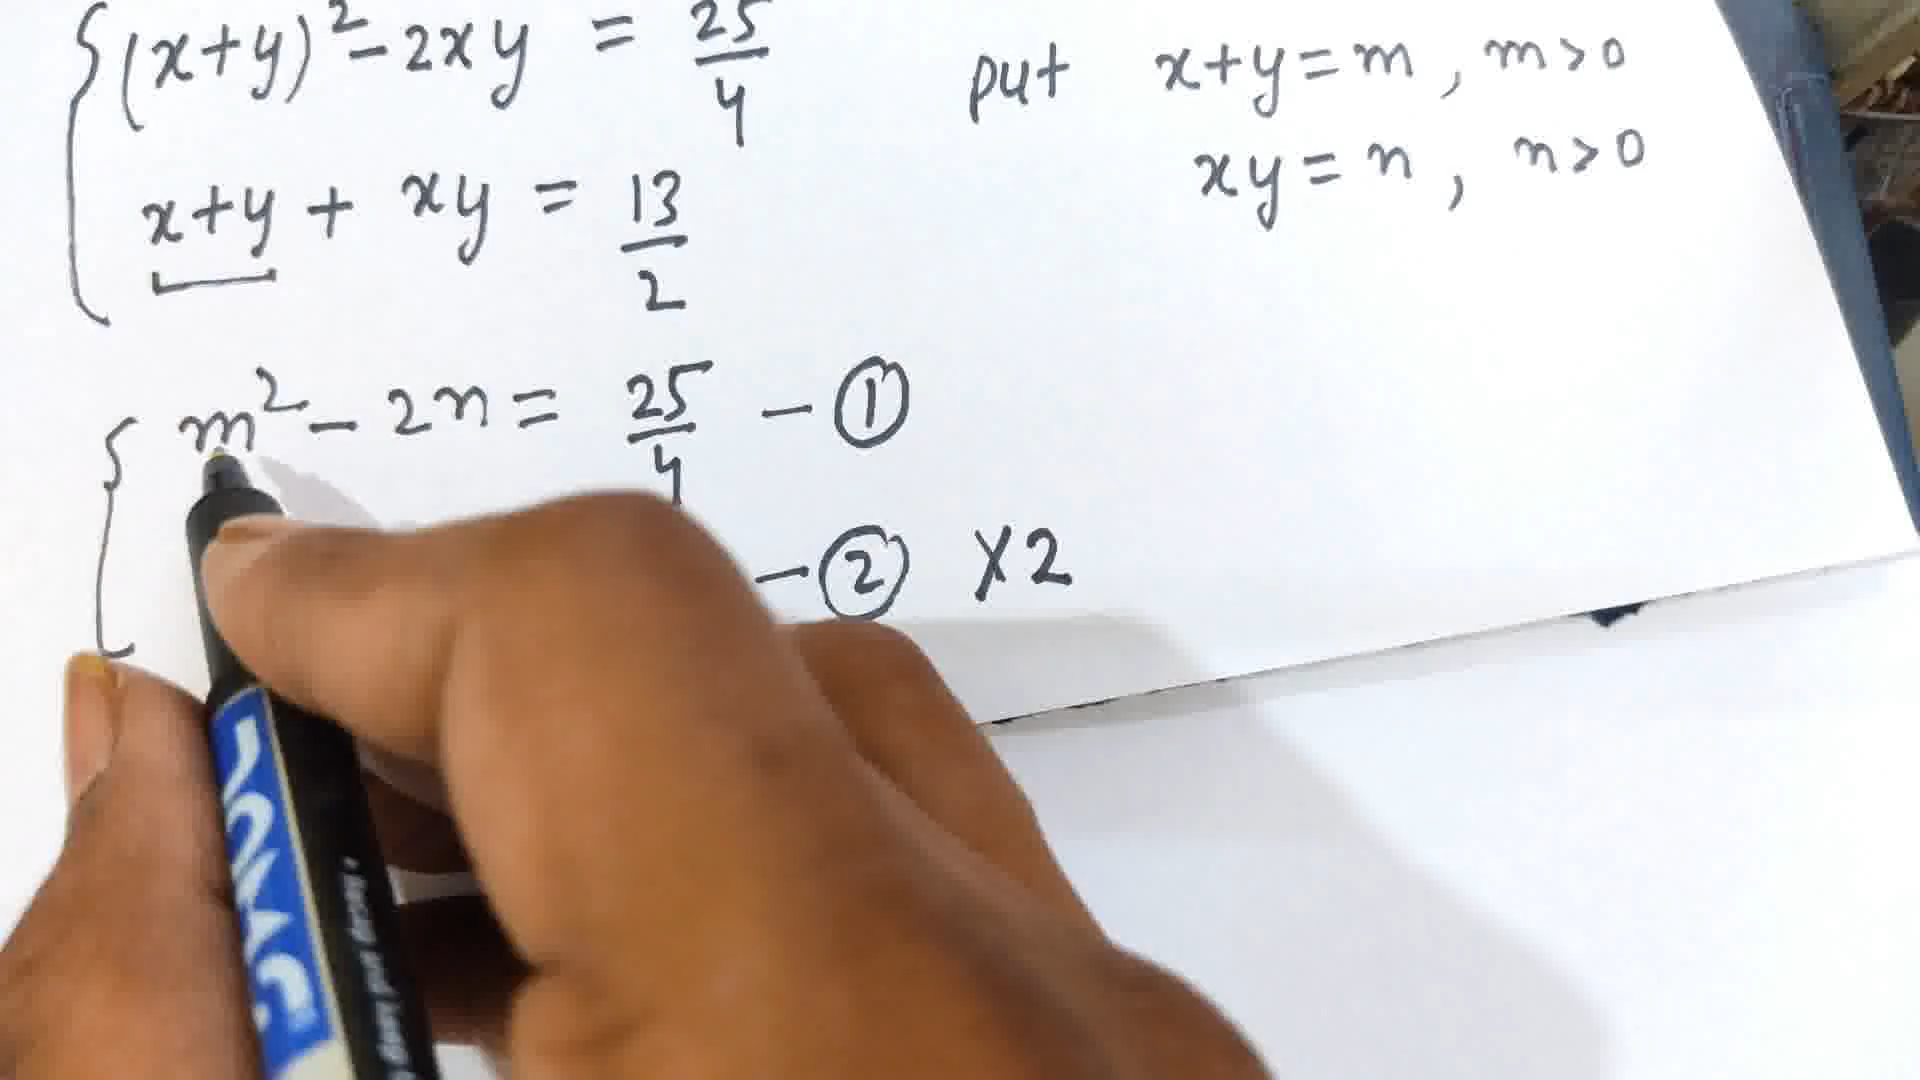 (x+y)² - 2xy = 25/4
put x+y = m, m>0
x+y + xy = 13/2
xy = n, n>0
m² - 2n = 25/4 - ①
- ② ×2